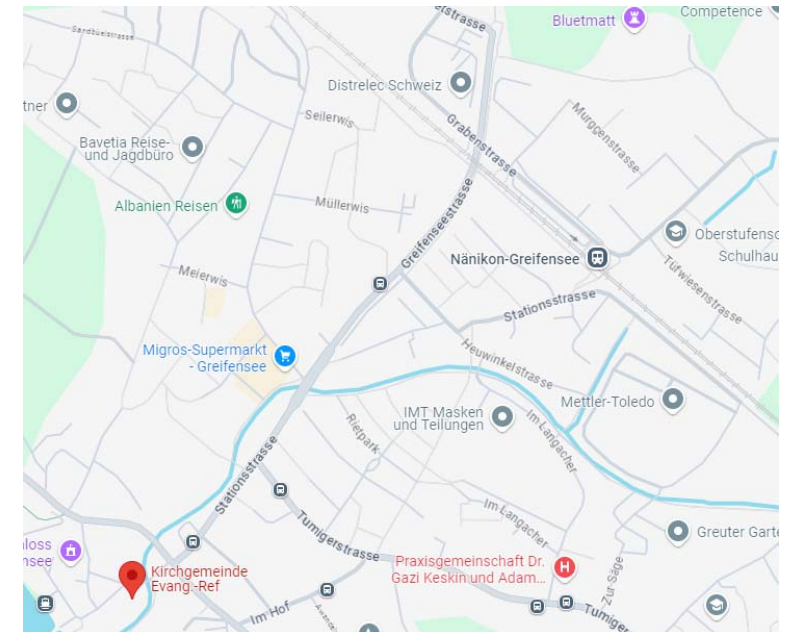 Competence
Bluetmatt
Sandbüelstrasse
Distrelec Schweiz
Seilerwis
Grabenstrasse
Bavetia Reise-
und Jagdbüro
Albanien Reisen
Müllerwis
Greifenseestrasse
Nänikon-Greifensee
Oberstufensc
Schulhau
Tüfwiesenstrasse
Meierwis
Stationsstrasse
Migros-Supermarkt
- Greifensee
Heuwinkelstrasse
Mettler-Toledo
IMT Masken
und Teilungen
Im Langacher
Rietpark
Stationsstrasse
Im Langacher
Tumigerstrasse
Greuter Garte
Kirchgemeinde
Evang.-Ref
Praxisgemeinschaft Dr.
Gazi Keskin und Adam...
H
Zur Säge
Im Hof
Tumiger